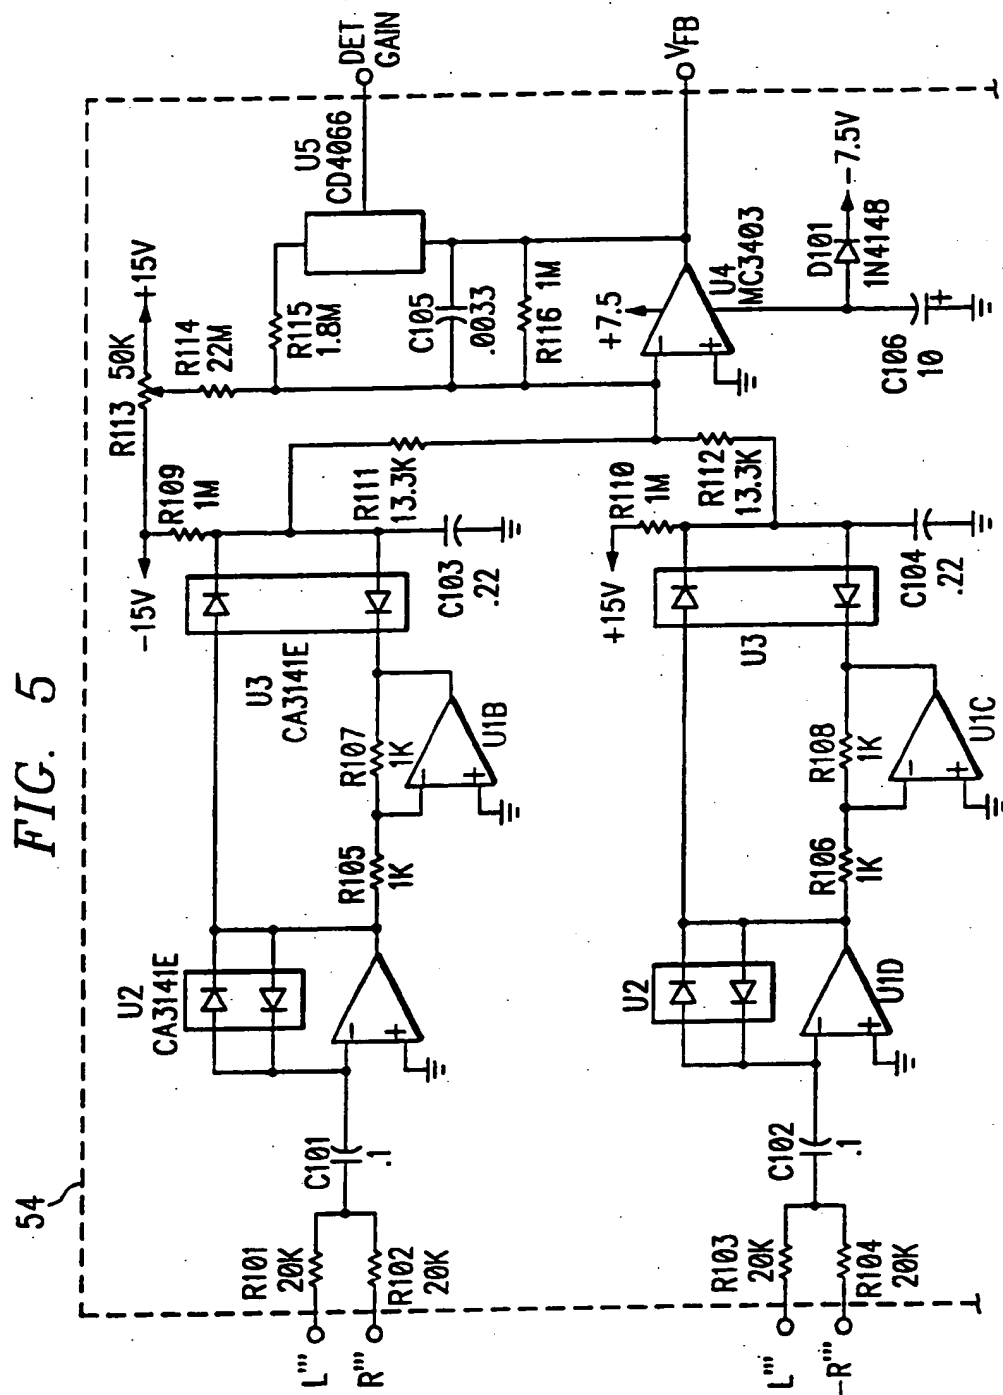 FIG. 5
54
L'''
R'''
R101
20K
R102
20K
C101
.1
U2
CA3141E
−
+
R105
1K
R107
1K
−
+
U1B
U3
CA3141E
-15V
R109
1M
C103
.22
R111
13.3K
R113
50K
+15V
R114
22M
R115
1.8M
U5
CD4066
DET
GAIN
C105
.0033
R116 1M
+7.5
−
+
U4
MC3403
VFB
D101
1N4148
-7.5V
C106
10
+
L'''
-R'''
R103
20K
R104
20K
C102
.1
U2
−
+
U1D
R106
1K
R108
1K
−
+
U1C
U3
+15V
R110
1M
R112
13.3K
C104
.22